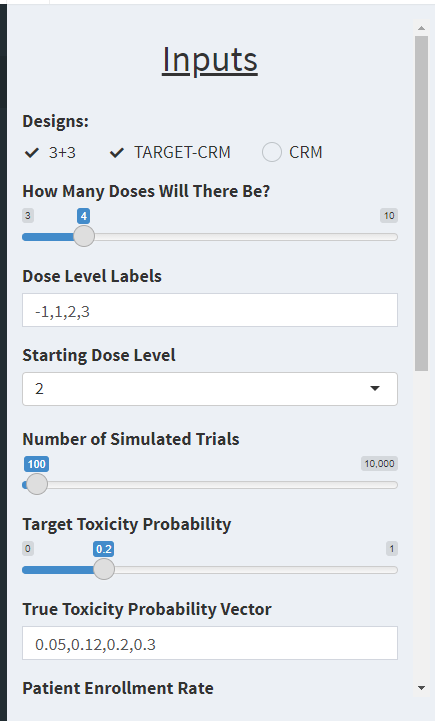 Inputs
Designs:
3+3 TARGET-CRM CRM
How Many Doses Will There Be?
3 4 10
Dose Level Labels
-1,1,2,3
Starting Dose Level
2
Number of Simulated Trials
100 10,000
Target Toxicity Probability
0 0.2 1
True Toxicity Probability Vector
0.05,0.12,0.2,0.3
Patient Enrollment Rate